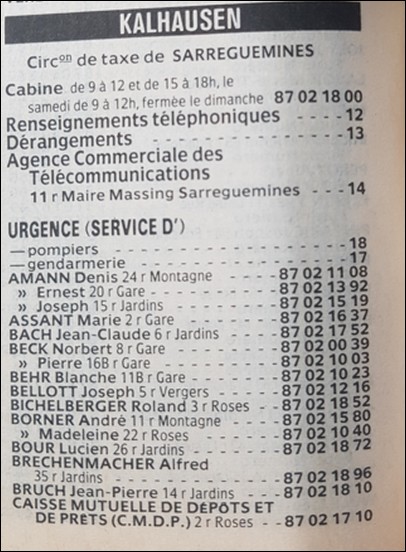 KALHAUSEN
Circon de taxe de SARREGUEMINES
Cabine de 9 à 12 et de 15 à 18h, le
samedi de 9 à 12h, fermée le dimanche 87 02 18 00
Renseignements téléphoniques - - - - 12
Dérangements - - - - - - - - - - - - 13
Agence Commerciale des
Télécommunications
11 r Maire Massing Sarreguemines - - - 14
URGENCE (SERVICE D')
—pompiers - - - - - - - - - - - - - - 18
—gendarmerie - - - - - - - - - - - - - 17
AMANN Denis 24 r Montagne - - - - 87 02 11 08
» Ernest 20 r Gare - - - - - - - 87 02 13 92
» Joseph 15 r Jardins - - - - - - 87 02 15 19
ASSANT Marie 2 r Gare - - - - - - 87 02 16 37
BACH Jean-Claude 6 r Jardins - - - 87 02 17 52
BECK Norbert 8 r Gare - - - - - - 87 02 00 39
» Pierre 16B r Gare - - - - - - - 87 02 10 03
BEHR Blanche 11B r Gare - - - - - 87 02 10 23
BELLOTT Joseph 5 r Vergers - - - - 87 02 12 16
BICHELBERGER Roland 3 r Roses - - 87 02 18 52
BORNER André 11 r Montagne - - - 87 02 15 80
» Madeleine 22 r Roses - - - - - 87 02 10 40
BOUR Lucien 26 r Jardins - - - - - 87 02 18 72
BRECHENMACHER Alfred
35 r Jardins - - - - - - - - - - - 87 02 18 96
BRUCH Jean-Pierre 14 r Jardins - - - 87 02 18 10
CAISSE MUTUELLE DE DÉPOTS ET
DE PRÊTS (C.M.D.P.) 2 r Roses - - 87 02 17 10